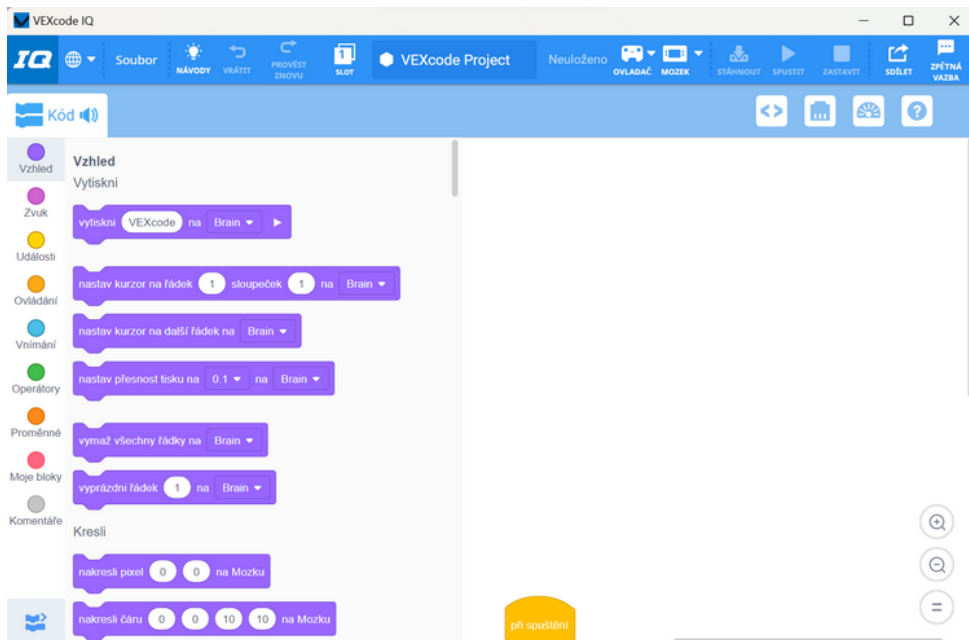 VEXcode IQ
IQ
Soubor
NÁVODY
VRÁTIT
PROVÉST ZNOVU
1
SLOT
VEXcode Project
Neuloženo
OVLADAČ
MOZEK
STÁHNOUT
SPUSTIT
ZASTAVIT
SDÍLET
ZPĚTNÁ VAZBA
Kód
Vzhled
Zvuk
Události
Ovládání
Vnímání
Operátory
Proměnné
Moje bloky
Komentáře
Vzhled
Vytiskni
vytiskni VEXcode na Brain
nastav kurzor na řádek 1 sloupeček 1 na Brain
nastav kurzor na další řádek na Brain
nastav přesnost tisku na 0.1 na Brain
vymaž všechny řádky na Brain
vyprázdni řádek 1 na Brain
Kresli
nakresli pixel 0 0 na Mozku
nakresli čáru 0 0 10 10 na Mozku
při spuštění